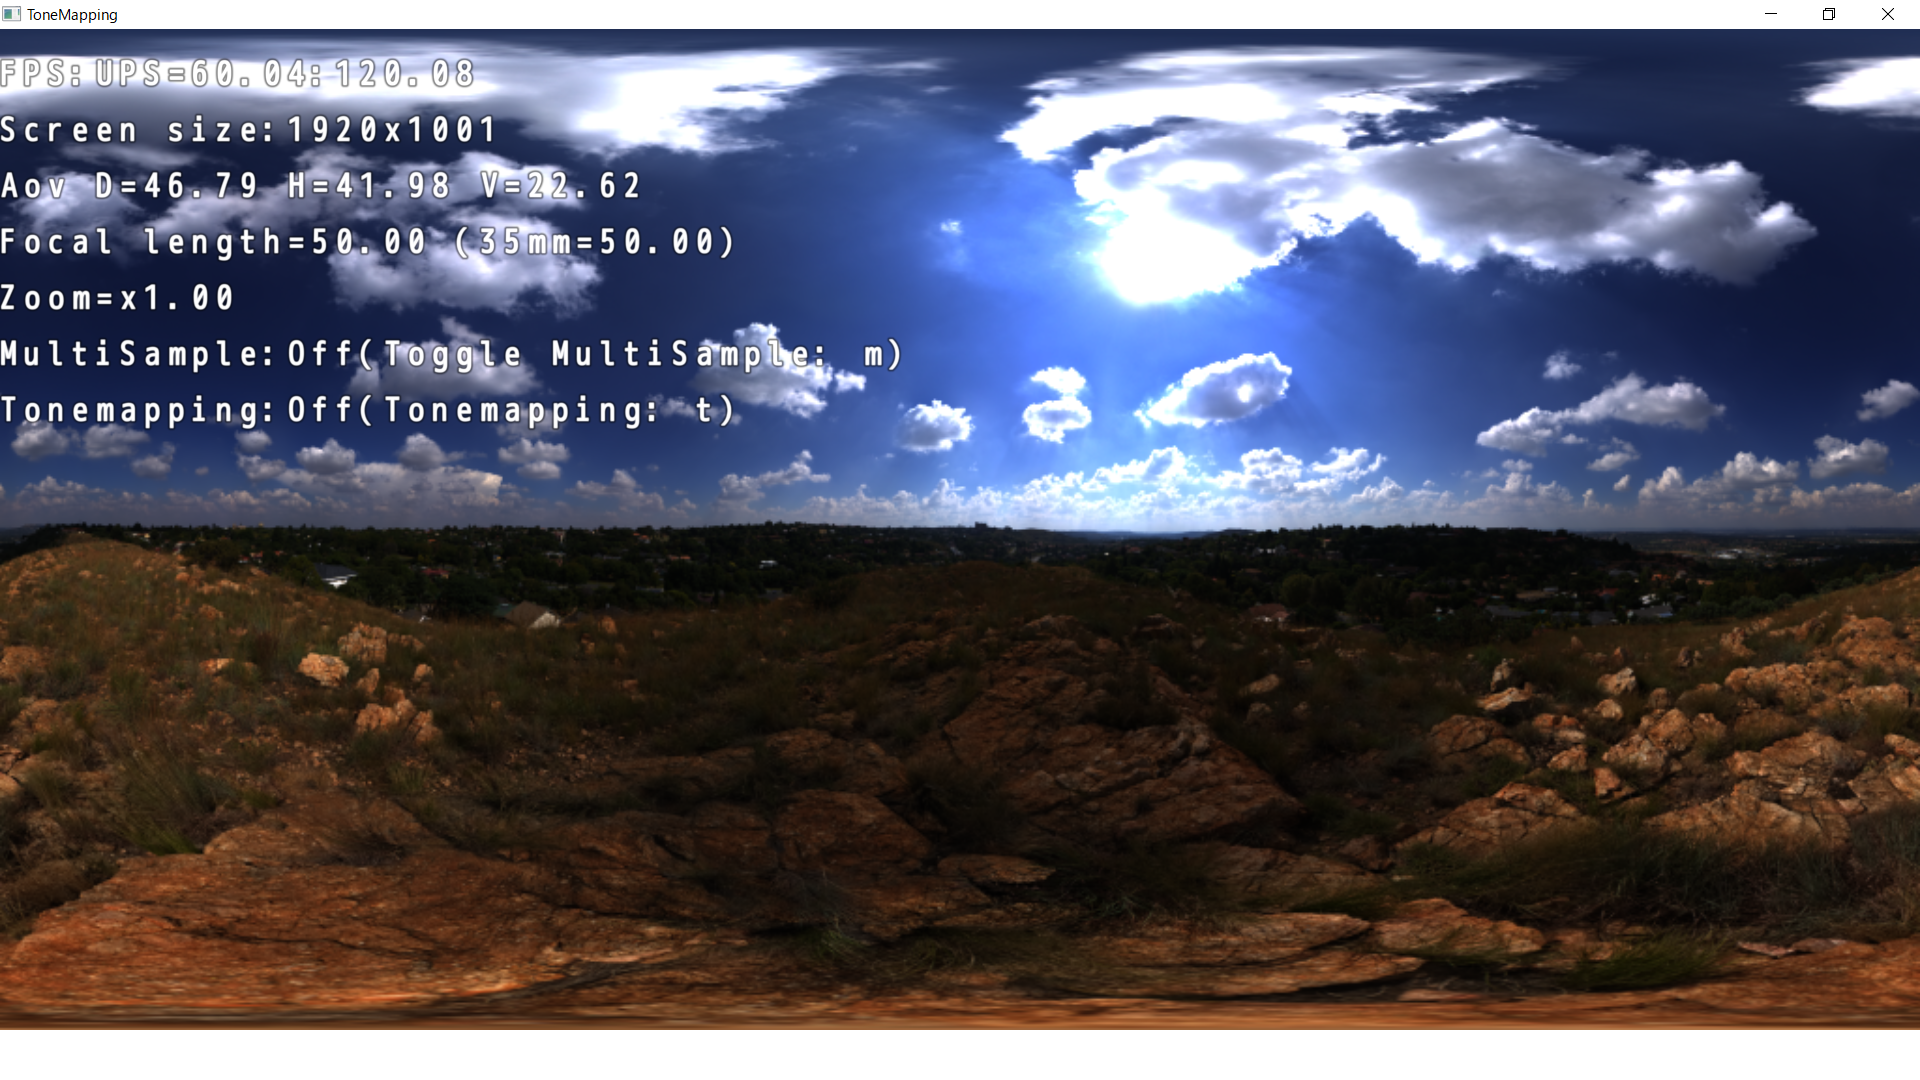 ToneMapping
FPS:UPS=60.04:120.08
Screen size:1920x1001
Aov D=46.79 H=41.98 V=22.62
Focal length=50.00 (35mm=50.00)
Zoom=x1.00
MultiSample:Off(Toggle MultiSample: m)
Tonemapping:Off(Tonemapping: t)